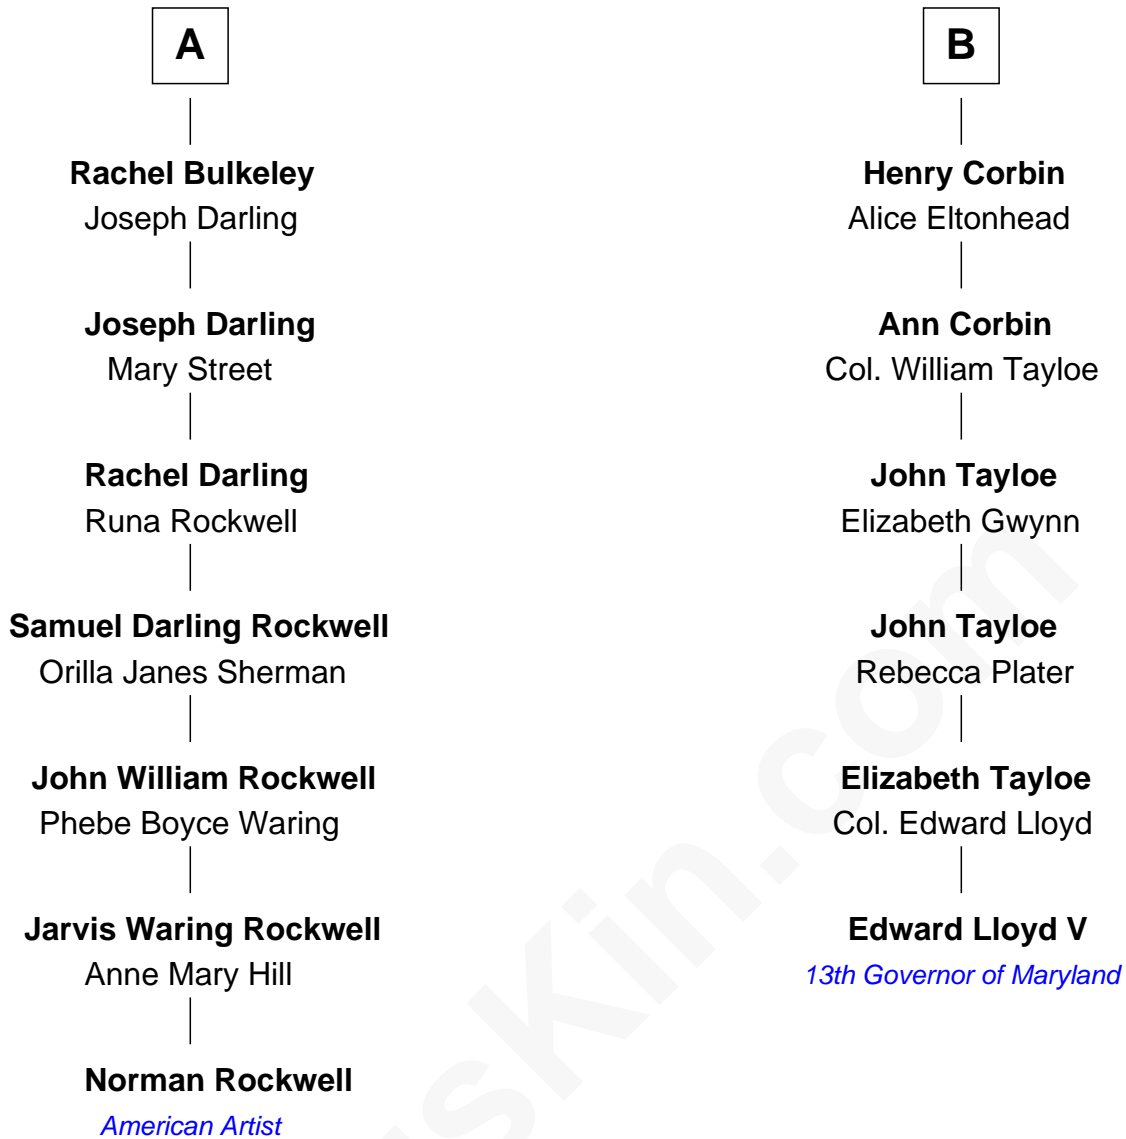 A
Rachel Bulkeley
Joseph Darling
Joseph Darling
Mary Street
Rachel Darling
Runa Rockwell
Samuel Darling Rockwell
Orilla Janes Sherman
John William Rockwell
Phebe Boyce Waring
Jarvis Waring Rockwell
Anne Mary Hill
Norman Rockwell
American Artist
B
Henry Corbin
Alice Eltonhead
Ann Corbin
Col. William Tayloe
John Tayloe
Elizabeth Gwynn
John Tayloe
Rebecca Plater
Elizabeth Tayloe
Col. Edward Lloyd
Edward Lloyd V
13th Governor of Maryland